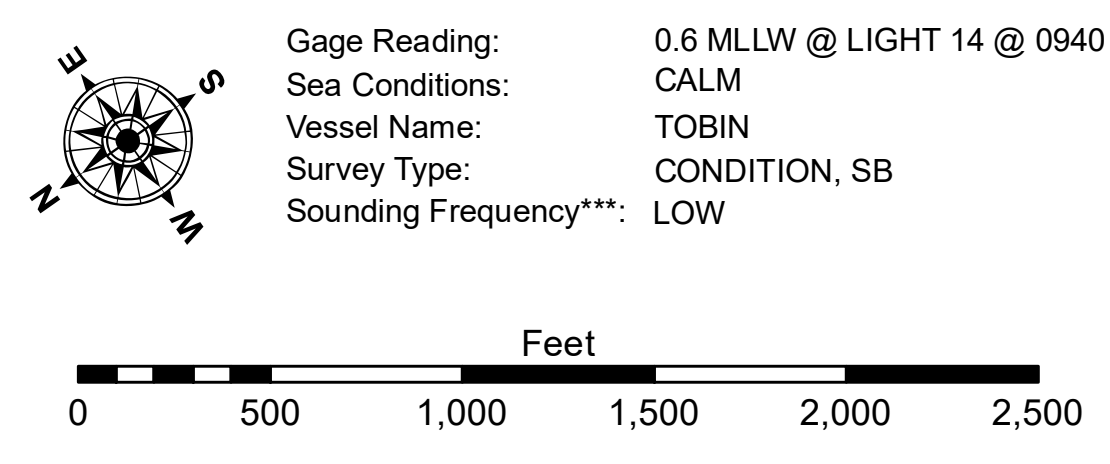 E
S
N
W
Gage Reading: 0.6 MLLW @ LIGHT 14 @ 0940
Sea Conditions: CALM
Vessel Name: TOBIN
Survey Type: CONDITION, SB
Sounding Frequency***: LOW
Feet
0 500 1,000 1,500 2,000 2,500